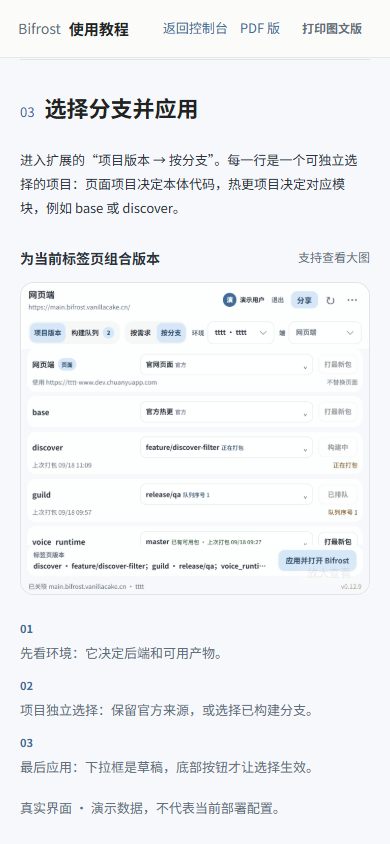 Bifrost 使用教程 返回控制台 PDF 版 打印图文版
03 选择分支并应用
进入扩展的“项目版本 → 按分支”。每一行是一个可独立选
择的项目：页面项目决定本体代码，热更项目决定对应模
块，例如 base 或 discover。
为当前标签页组合版本 支持查看大图
网页端
https://main.bifrost.vanillacake.cn/
演 演示用户 退出 分享 ↻ ···
项目版本 构建队列 2 按需求 按分支 环境 tttt · tttt 端 网页端
网页端 页面 官网页面 官方 打最新包
使用 https://tttt-www.dev.chuanyuapp.com 不替换页面
base 官方热更 官方 打最新包
discover feature/discover-filter 正在打包 构建中
上次打包 09/18 11:09 正在打包
guild release/qa 队列序号 1 已排队
上次打包 09/18 09:57 队列序号 1
voice_runtime master 已有可用包 · 上次打包 09/18 09:27 打最新包
标签页版本
discover · feature/discover-filter；guild · release/qa；voice_runti··· 应用并打开 Bifrost
已关联 main.bifrost.vanillacake.cn · tttt v0.12.9
01
先看环境：它决定后端和可用产物。
02
项目独立选择：保留官方来源，或选择已构建分支。
03
最后应用：下拉框是草稿，底部按钮才让选择生效。
真实界面 · 演示数据，不代表当前部署配置。